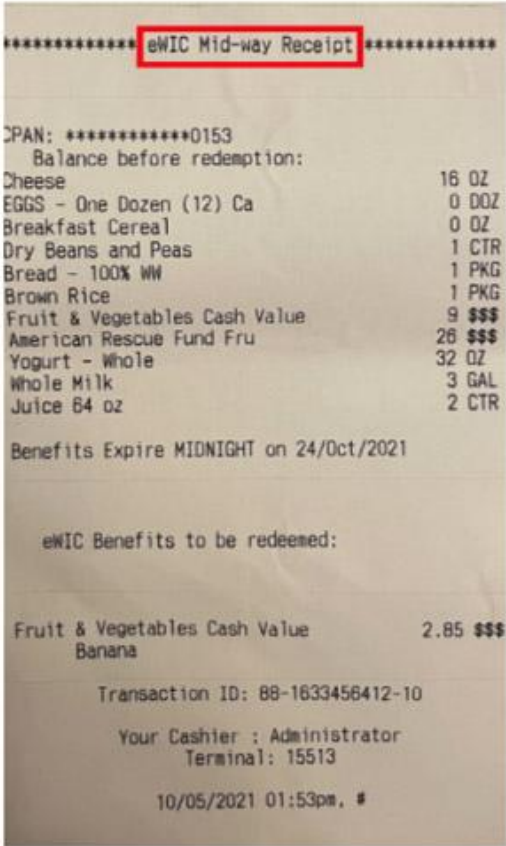 ************* eWIC Mid-way Receipt *************
CPAN: ************0153
Balance before redemption:
Cheese 16 OZ
EGGS - One Dozen (12) Ca 0 DOZ
Breakfast Cereal 0 OZ
Dry Beans and Peas 1 CTR
Bread - 100% WW 1 PKG
Brown Rice 1 PKG
Fruit & Vegetables Cash Value 9 $$$
American Rescue Fund Fru 26 $$$
Yogurt - Whole 32 OZ
Whole Milk 3 GAL
Juice 64 oz 2 CTR
Benefits Expire MIDNIGHT on 24/Oct/2021
eWIC Benefits to be redeemed:
Fruit & Vegetables Cash Value 2.85 $$$
Banana
Transaction ID: 88-1633456412-10
Your Cashier : Administrator
Terminal: 15513
10/05/2021 01:53pm, #